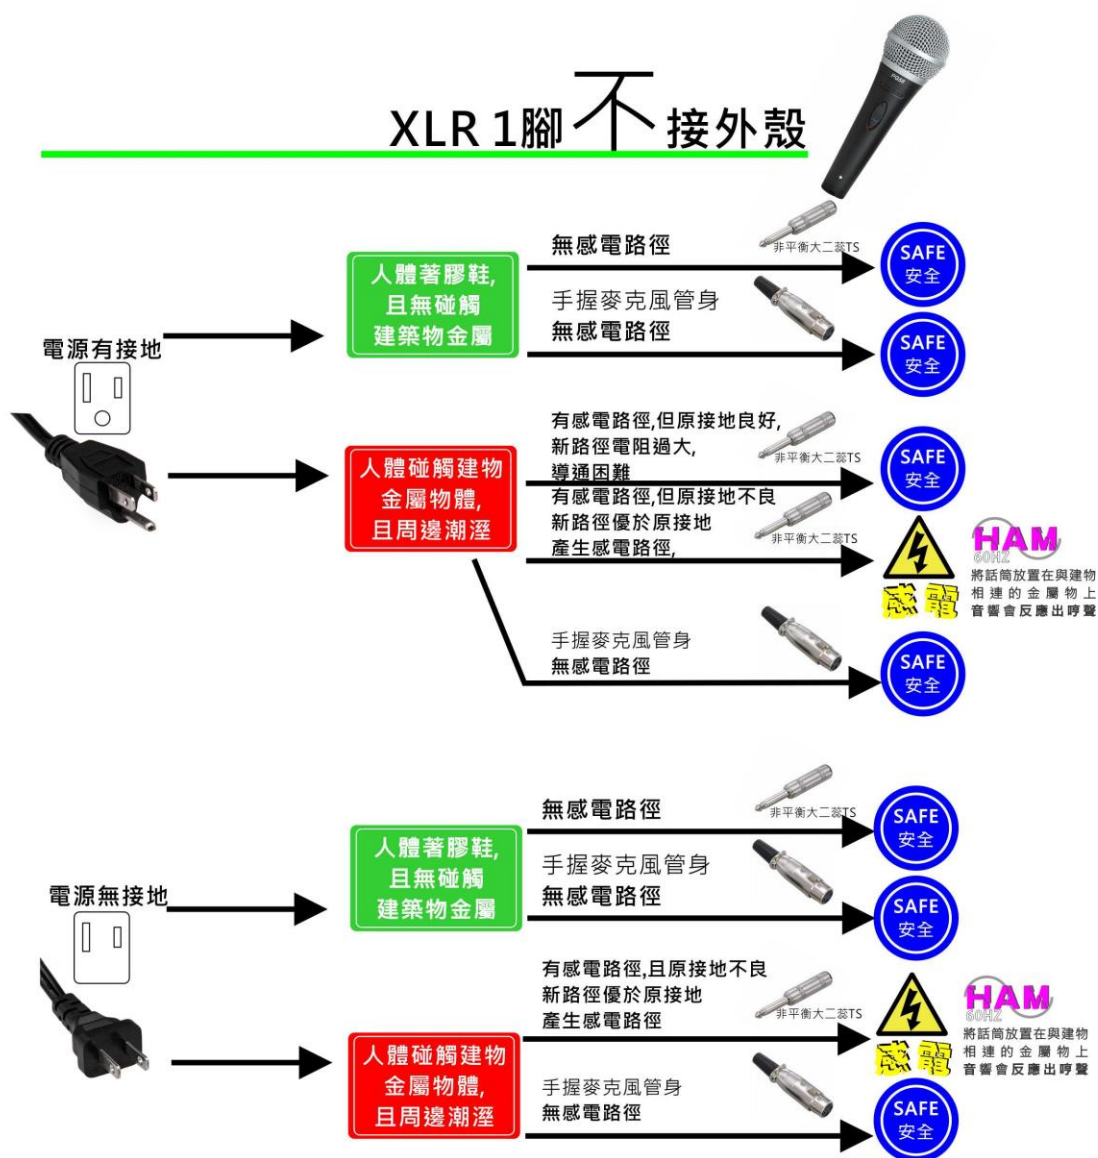 XLR 1腳不接外殼
PG58
無感電路徑
非平衡大二蕊TS
SAFE
安全
人體著膠鞋,
且無碰觸
建築物金屬
手握麥克風管身
無感電路徑
SAFE
安全
電源有接地
有感電路徑,但原接地良好,
新路徑電阻過大,
導通困難
非平衡大二蕊TS
SAFE
安全
人體碰觸建物
金屬物體,
且周邊潮溼
有感電路徑,但原接地不良
新路徑優於原接地
產生感電路徑,
非平衡大二蕊TS
感電
HAM
60HZ
將話筒放置在與建物
相連的金屬物上
音響會反應出哼聲
手握麥克風管身
無感電路徑
SAFE
安全
無感電路徑
非平衡大二蕊TS
SAFE
安全
人體著膠鞋,
且無碰觸
建築物金屬
手握麥克風管身
無感電路徑
SAFE
安全
電源無接地
有感電路徑,且原接地不良
新路徑優於原接地
產生感電路徑
非平衡大二蕊TS
感電
HAM
60HZ
將話筒放置在與建物
相連的金屬物上
音響會反應出哼聲
人體碰觸建物
金屬物體,
且周邊潮溼
手握麥克風管身
無感電路徑
SAFE
安全